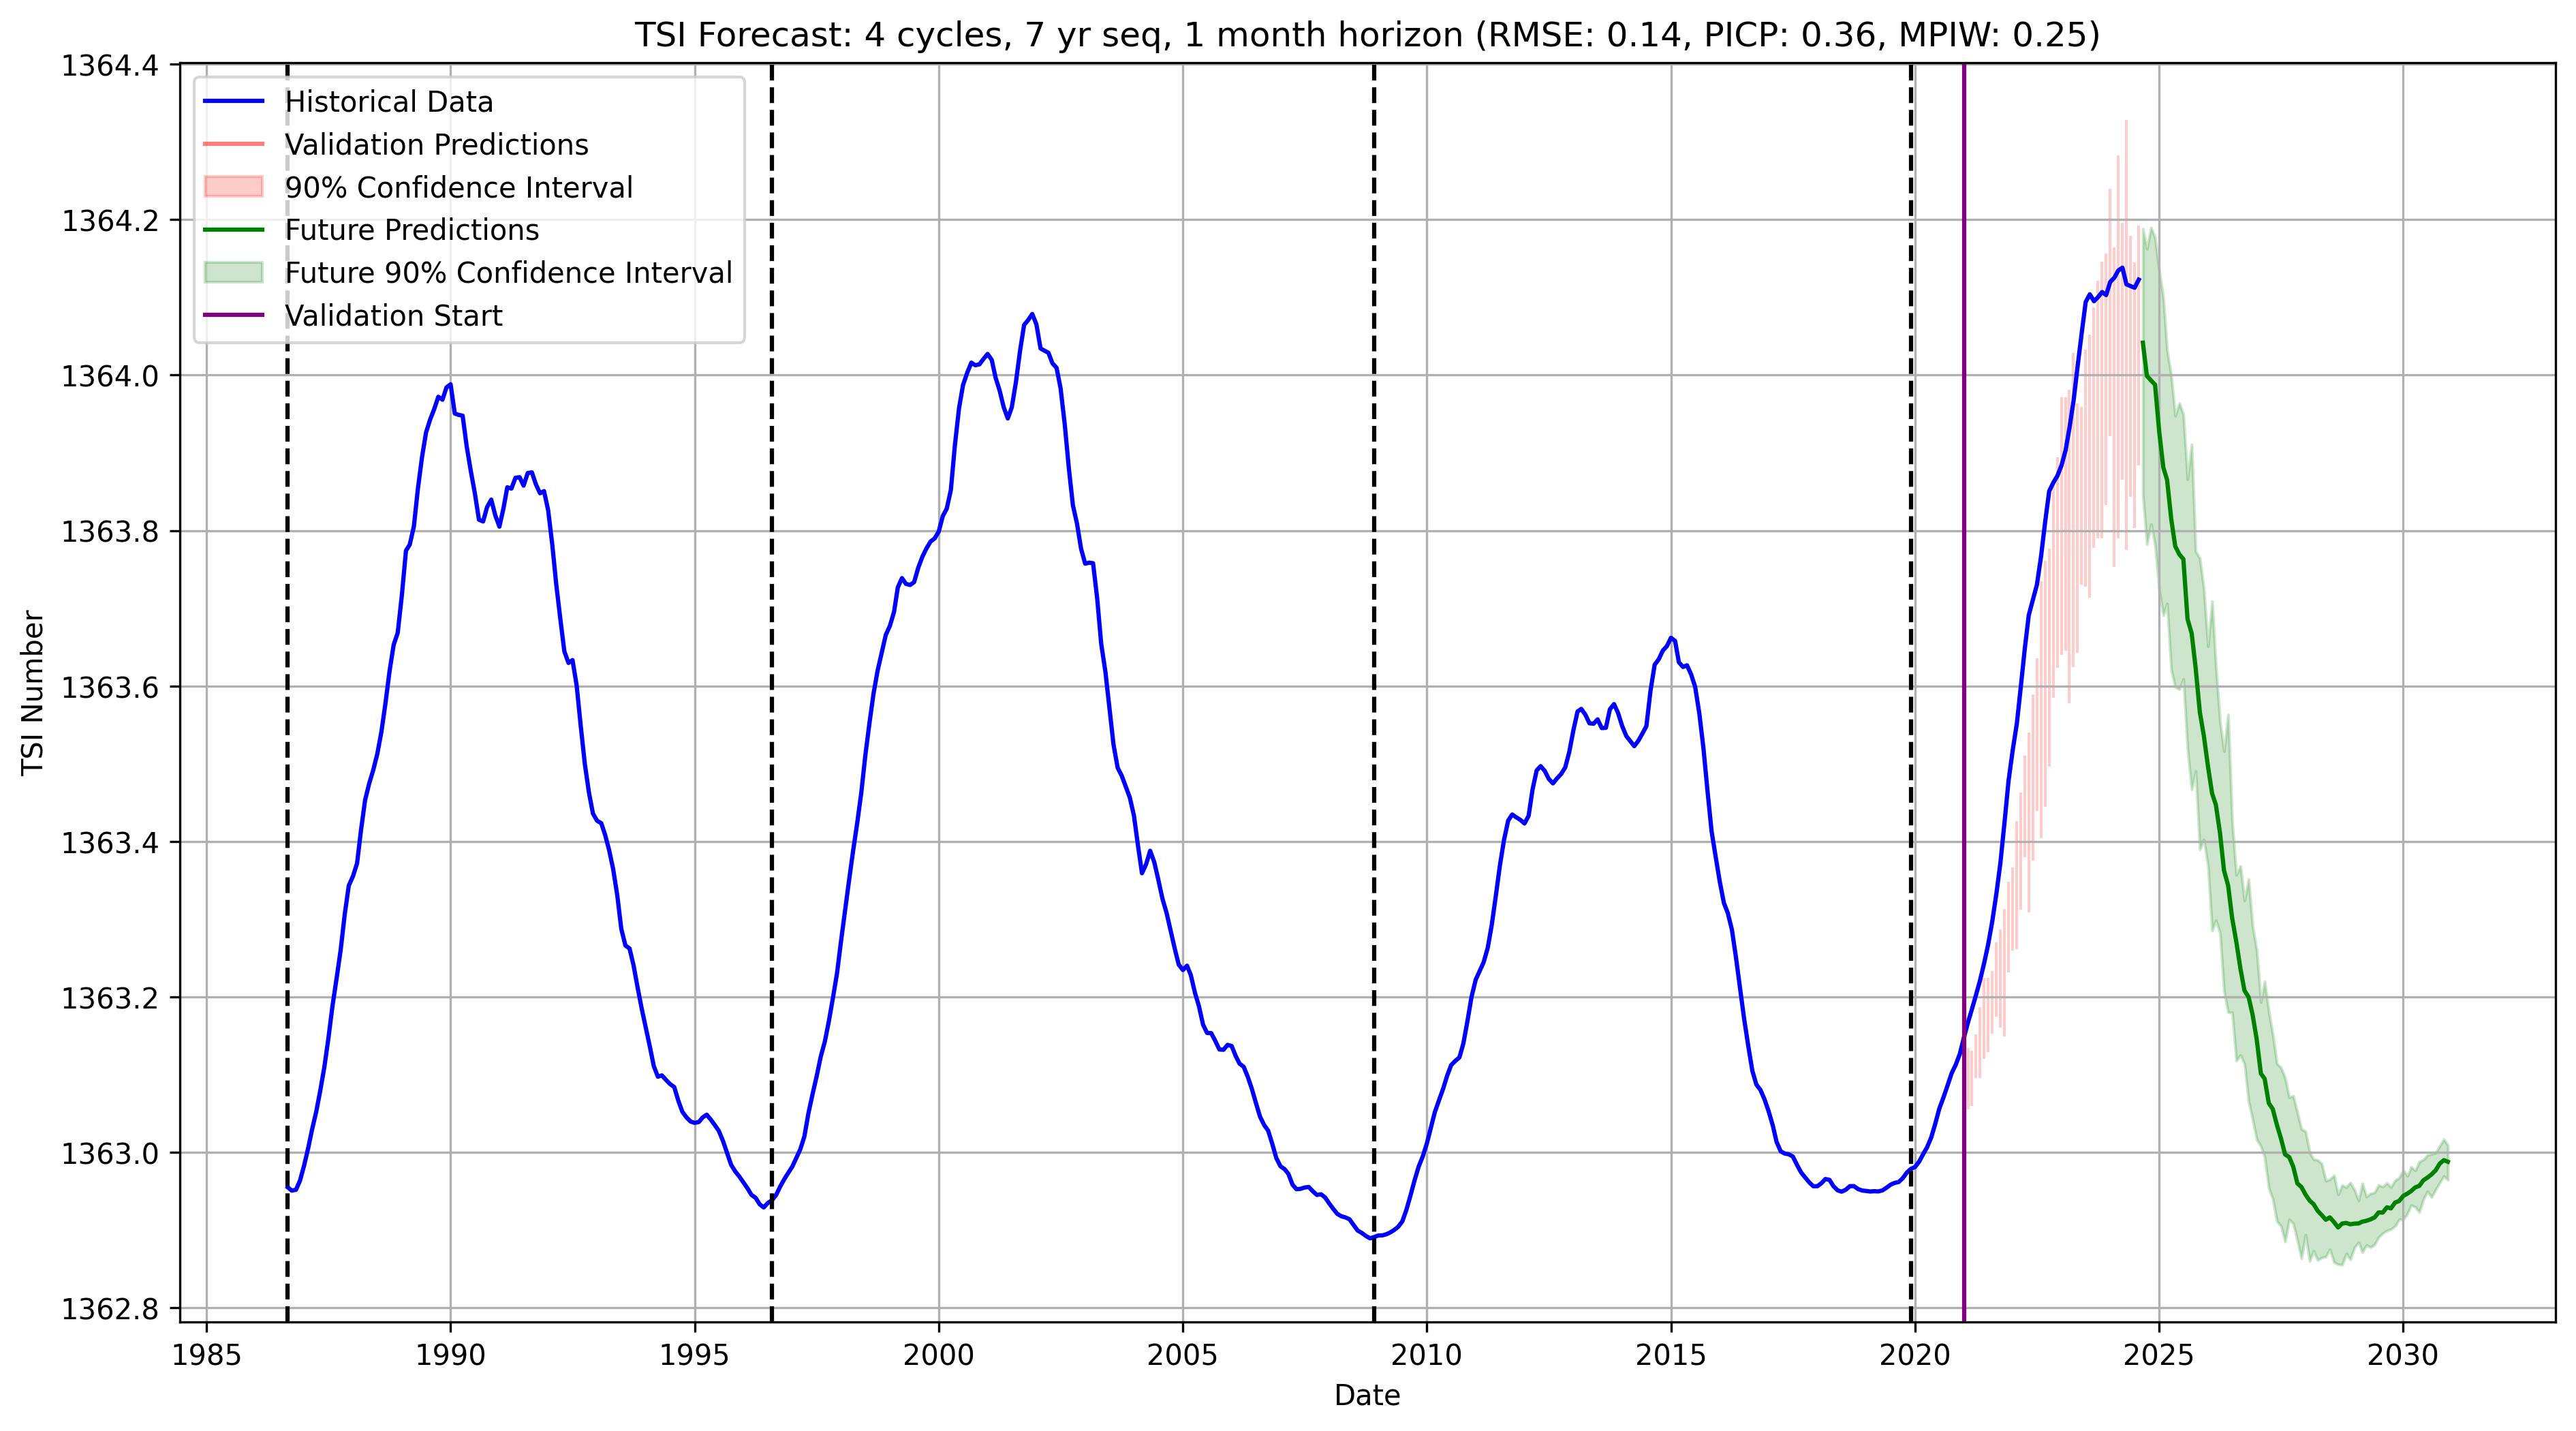 TSI Forecast: 4 cycles, 7 yr seq, 1 month horizon (RMSE: 0.14, PICP: 0.36, MPIW: 0.25)
Historical Data
Validation Predictions
90% Confidence Interval
Future Predictions
Future 90% Confidence Interval
Validation Start
TSI Number
1364.4
1364.2
1364.0
1363.8
1363.6
1363.4
1363.2
1363.0
1362.8
1985 1990 1995 2000 2005 2010 2015 2020 2025 2030
Date